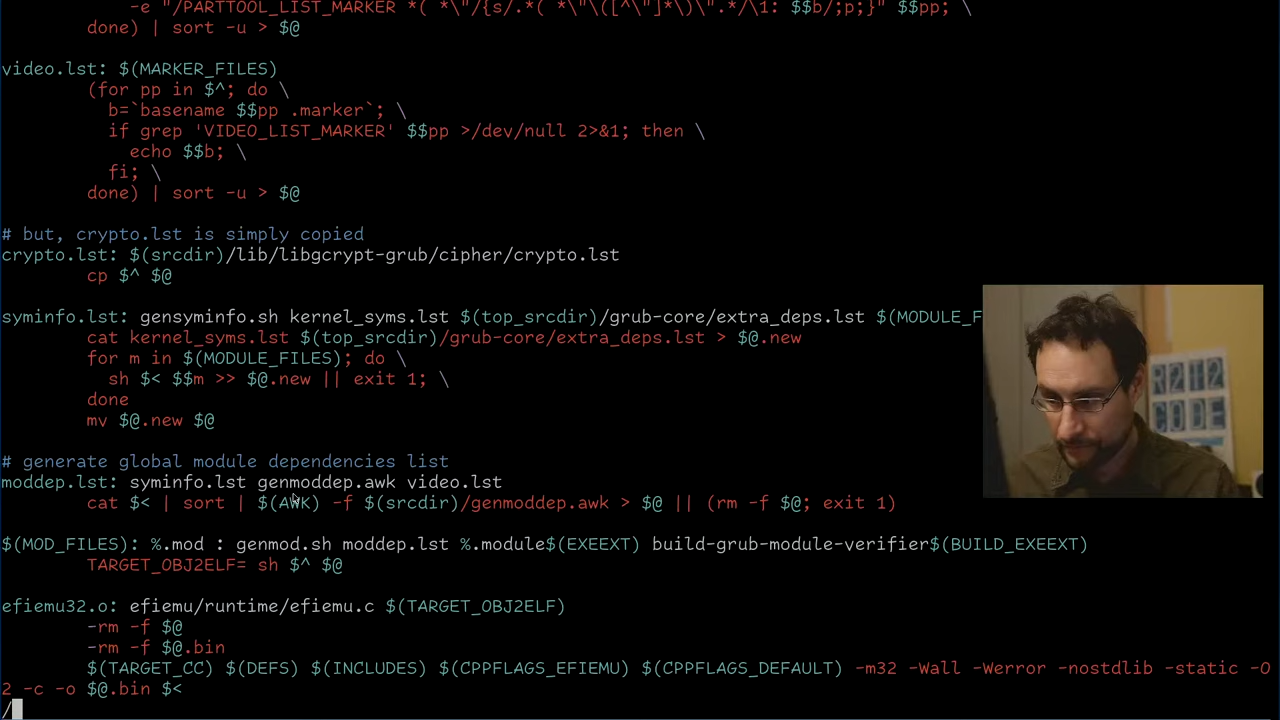 -e "/PARTTOOL_LIST_MARKER *( *\"/{s/.*( *\"\([^\"]*\)\".*/\1: $$b/;p;}" $$pp; \
done) | sort -u > $@
video.lst: $(MARKER_FILES)
(for pp in $^; do \
b=`basename $$pp .marker`; \
if grep 'VIDEO_LIST_MARKER' $$pp >/dev/null 2>&1; then \
echo $$b; \
fi; \
done) | sort -u > $@
# but, crypto.lst is simply copied
crypto.lst: $(srcdir)/lib/libgcrypt-grub/cipher/crypto.lst
cp $^ $@
syminfo.lst: gensyminfo.sh kernel_syms.lst $(top_srcdir)/grub-core/extra_deps.lst $(MODULE_F
cat kernel_syms.lst $(top_srcdir)/grub-core/extra_deps.lst > $@.new
for m in $(MODULE_FILES); do \
sh $< $$m >> $@.new || exit 1; \
done
mv $@.new $@
# generate global module dependencies list
moddep.lst: syminfo.lst genmoddep.awk video.lst
cat $< | sort | $(AWK) -f $(srcdir)/genmoddep.awk > $@ || (rm -f $@; exit 1)
$(MOD_FILES): %.mod : genmod.sh moddep.lst %.module$(EXEEXT) build-grub-module-verifier$(BUILD_EXEEXT)
TARGET_OBJ2ELF= sh $^ $@
efiemu32.o: efiemu/runtime/efiemu.c $(TARGET_OBJ2ELF)
-rm -f $@
-rm -f $@.bin
$(TARGET_CC) $(DEFS) $(INCLUDES) $(CPPFLAGS_EFIEMU) $(CPPFLAGS_DEFAULT) -m32 -Wall -Werror -nostdlib -static -O
2 -c -o $@.bin $<
/